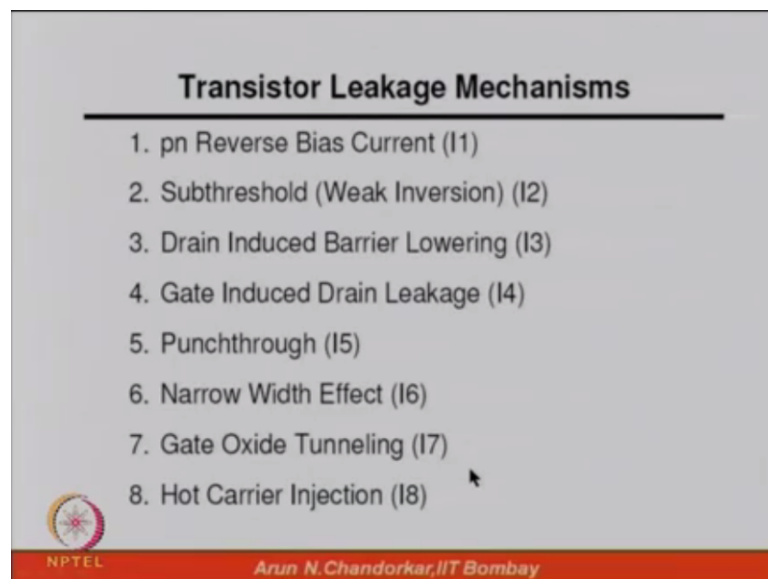 Transistor Leakage Mechanisms
1. pn Reverse Bias Current (I1)
2. Subthreshold (Weak Inversion) (I2)
3. Drain Induced Barrier Lowering (I3)
4. Gate Induced Drain Leakage (I4)
5. Punchthrough (I5)
6. Narrow Width Effect (I6)
7. Gate Oxide Tunneling (I7)
8. Hot Carrier Injection (I8)
NPTEL
Arun N.Chandorkar,IIT Bombay